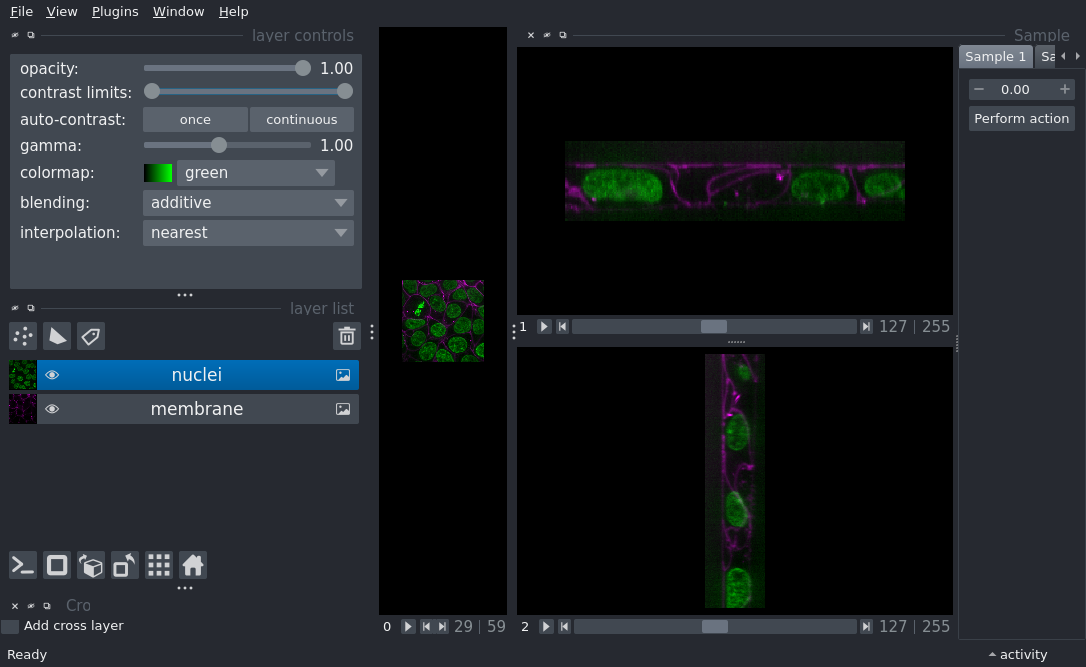 File View Plugins Window Help
layer controls
opacity: 1.00
contrast limits:
auto-contrast: once continuous
gamma: 1.00
colormap: green
blending: additive
interpolation: nearest
layer list
nuclei
membrane
Cro
Add cross layer
Ready
0 29 | 59
Sample
1 127 | 255
2 127 | 255
Sample 1 Sa
− 0.00 +
Perform action
activity